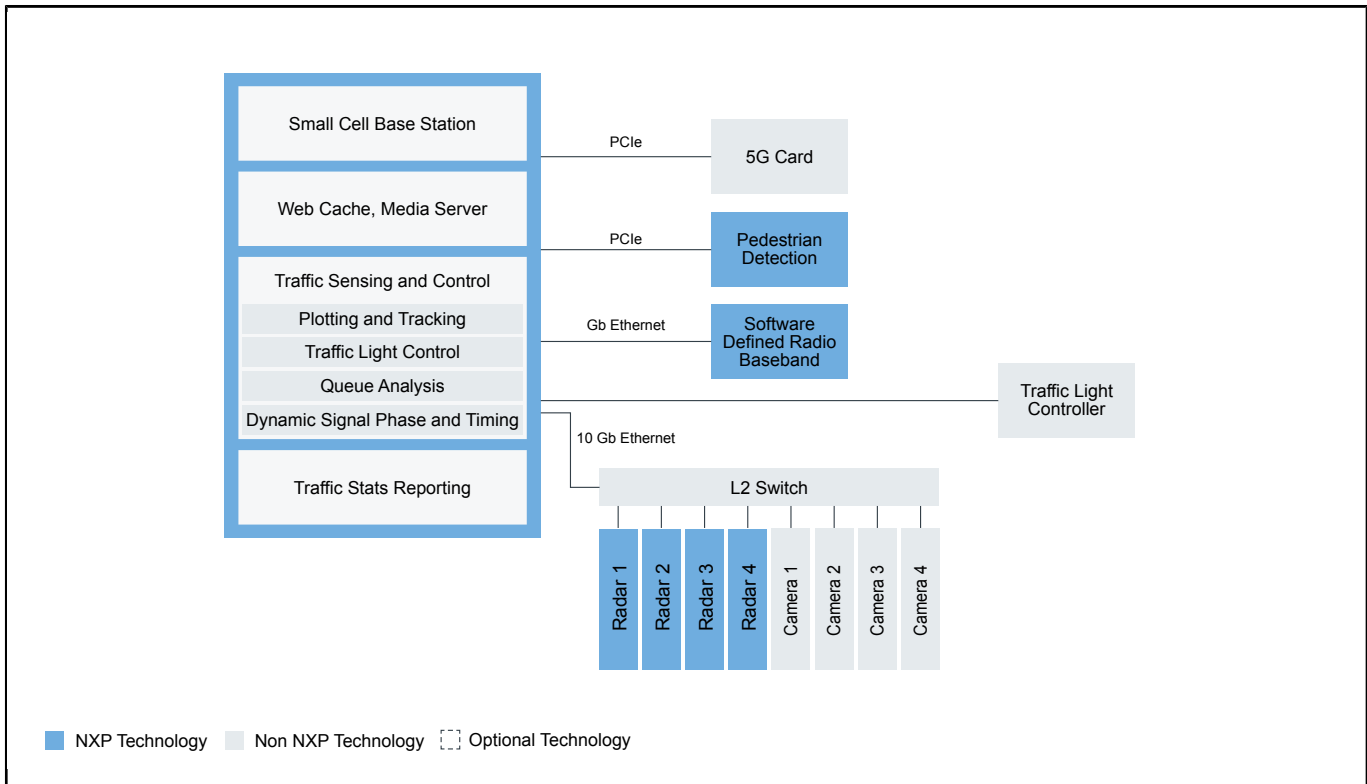 Small Cell Base Station
Web Cache, Media Server
Traffic Sensing and Control
Plotting and Tracking
Traffic Light Control
Queue Analysis
Dynamic Signal Phase and Timing
Traffic Stats Reporting
PCIe
5G Card
PCIe
Pedestrian
Detection
Gb Ethernet
Software
Defined Radio
Baseband
Traffic Light
Controller
10 Gb Ethernet
L2 Switch
Radar 1
Radar 2
Radar 3
Radar 4
Camera 1
Camera 2
Camera 3
Camera 4
NXP Technology
Non NXP Technology
Optional Technology